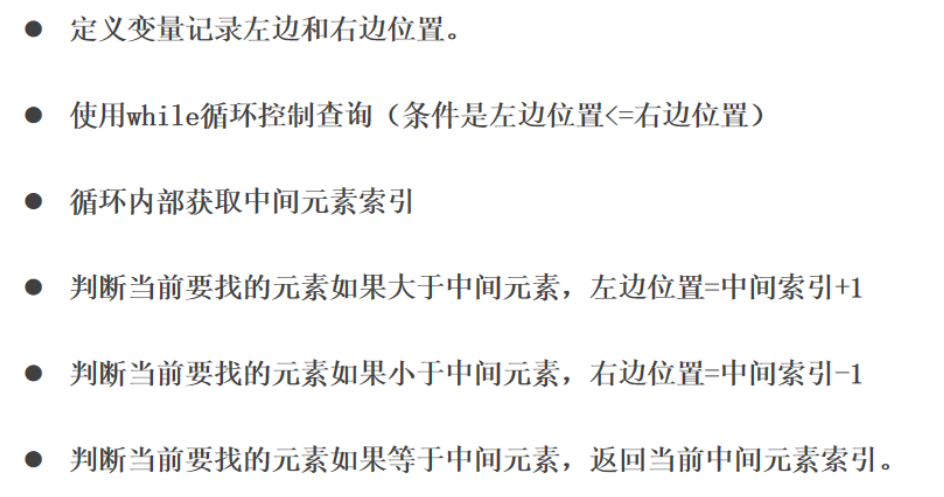 ● 定义变量记录左边和右边位置。
● 使用while循环控制查询（条件是左边位置<=右边位置）
● 循环内部获取中间元素索引
● 判断当前要找的元素如果大于中间元素，左边位置=中间索引+1
● 判断当前要找的元素如果小于中间元素，右边位置=中间索引-1
● 判断当前要找的元素如果等于中间元素，返回当前中间元素索引。